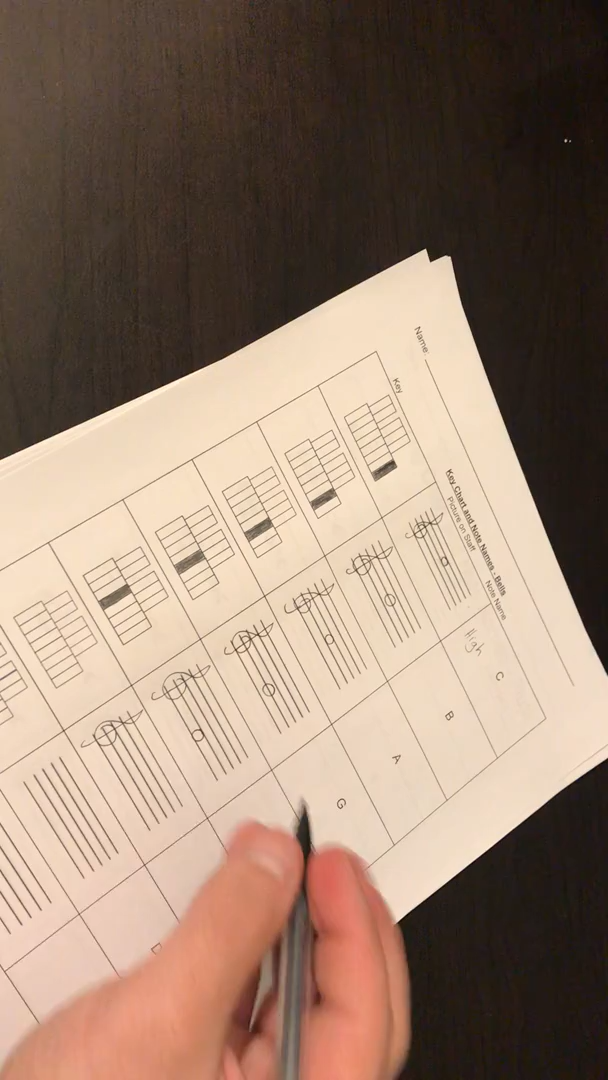 Name:
Key Chart and Note Names - Bells
Key
Picture on Staff
Note Name
High
C
B
A
G
D